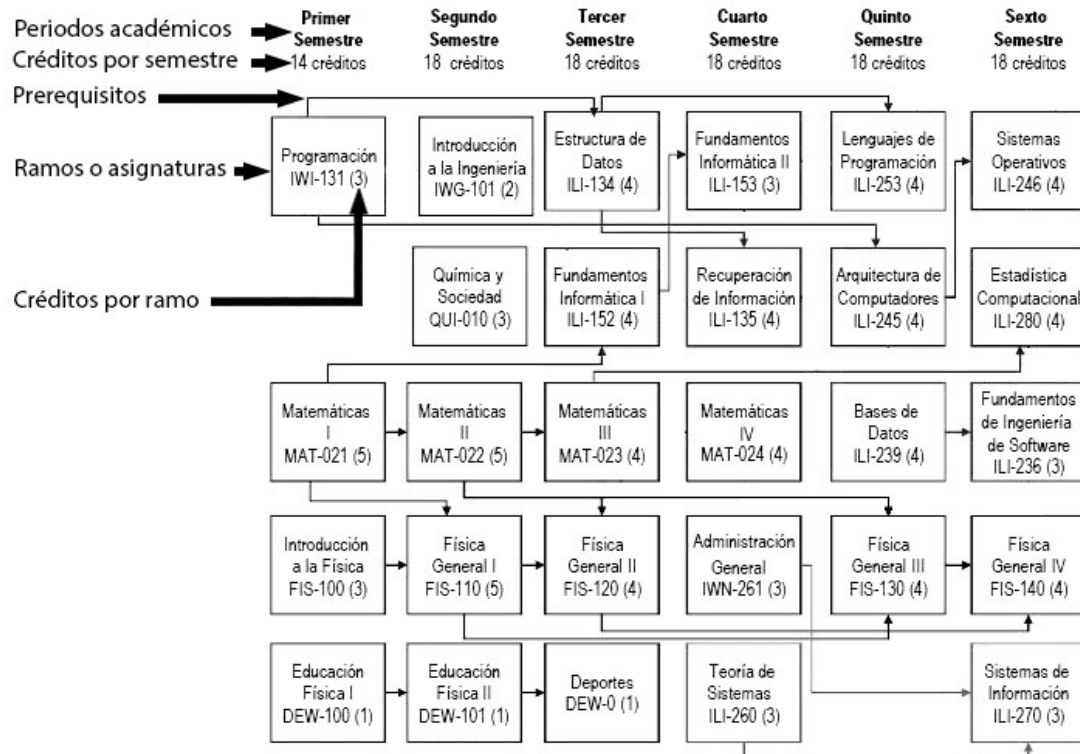 Periodos académicos
Créditos por semestre
Prerequisitos
Ramos o asignaturas
Créditos por ramo
Primer
Semestre
14 créditos
Segundo
Semestre
18 créditos
Tercer
Semestre
18 créditos
Cuarto
Semestre
18 créditos
Quinto
Semestre
18 créditos
Sexto
Semestre
18 créditos
Programación
IWI-131 (3)
Introducción
a la Ingeniería
IWG-101 (2)
Estructura de
Datos
ILI-134 (4)
Fundamentos
Informática II
ILI-153 (3)
Lenguajes de
Programación
ILI-253 (4)
Sistemas
Operativos
ILI-246 (4)
Química y
Sociedad
QUI-010 (3)
Fundamentos
Informática I
ILI-152 (4)
Recuperación
de Información
ILI-135 (4)
Arquitectura de
Computadores
ILI-245 (4)
Estadística
Computacional
ILI-280 (4)
Matemáticas
I
MAT-021 (5)
Matemáticas
II
MAT-022 (5)
Matemáticas
III
MAT-023 (4)
Matemáticas
IV
MAT-024 (4)
Bases de
Datos
ILI-239 (4)
Fundamentos
de Ingeniería
de Software
ILI-236 (3)
Introducción
a la Física
FIS-100 (3)
Física
General I
FIS-110 (5)
Física
General II
FIS-120 (4)
Administración
General
IWN-261 (3)
Física
General III
FIS-130 (4)
Física
General IV
FIS-140 (4)
Educación
Física I
DEW-100 (1)
Educación
Física II
DEW-101 (1)
Deportes
DEW-0 (1)
Teoría de
Sistemas
ILI-260 (3)
Sistemas de
Información
ILI-270 (3)